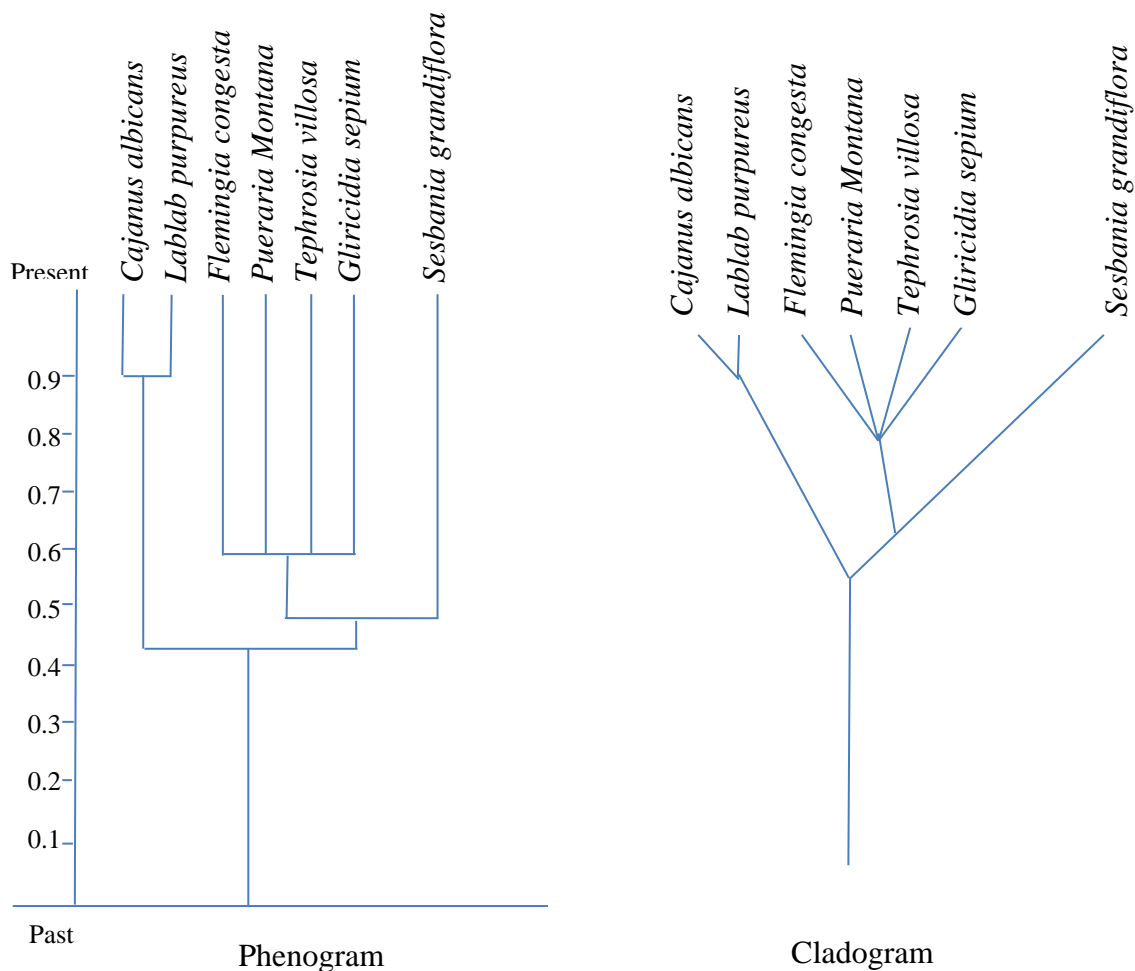 Cajanus albicans
Lablab purpureus
Flemingia congesta
Pueraria Montana
Tephrosia villosa
Gliricidia sepium
Sesbania grandiflora
Present
0.9
0.8
0.7
0.6
0.5
0.4
0.3
0.2
0.1
Past
Phenogram
Cajanus albicans
Lablab purpureus
Flemingia congesta
Pueraria Montana
Tephrosia villosa
Gliricidia sepium
Sesbania grandiflora
Cladogram